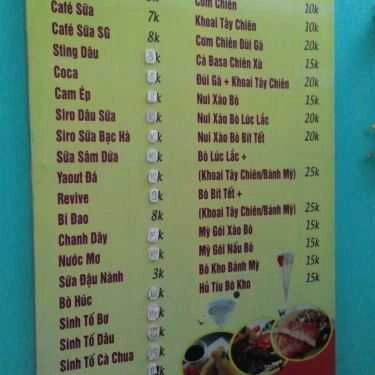 Café Sữa 7k
Café Sữa SG 8k
Sting Dâu k
Coca k
Cam Ép k
Siro Dâu Sữa k
Siro Sữa Bạc Hà k
Sữa Sâm Dứa k
Yaout Đá k
Revive k
Bí Đao 8k
Chanh Dây k
Nước Mơ k
Sữa Đậu Nành 3k
Bò Húc k
Sinh Tố Bơ k
Sinh Tố Dâu k
Sinh Tố Cà Chua k
Cơm Chiên 10k
Khoai Tây Chiên 10k
Cơm Chiên Đùi Gà 20k
Cá Basa Chiên Xù 15k
Đùi Gà + Khoai Tây Chiên 20k
Nui Xào Bò 15k
Nui Xào Bò Lúc Lắc 20k
Nui Xào Bò Bít Tết 20k
Bò Lúc Lắc +
(Khoai Tây Chiên/Bánh Mỳ) 25k
Bò Bít Tết +
(Khoai Tây Chiên/Bánh Mỳ) 25k
Mỳ Gói Xào Bò 15k
Mỳ Gói Nấu Bò 15k
Bò Kho Bánh Mỳ 15k
Hủ Tíu Bò Kho 15k